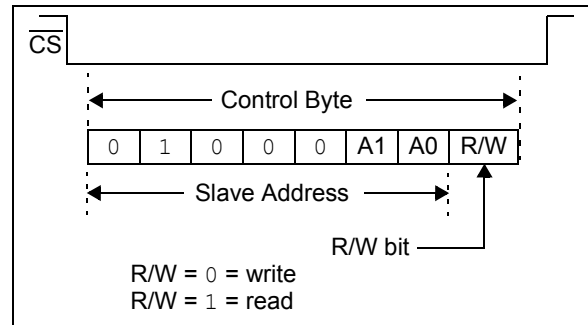 CS
Control Byte
0 1 0 0 0 A1 A0 R/W
Slave Address
R/W bit
R/W = 0 = write
R/W = 1 = read